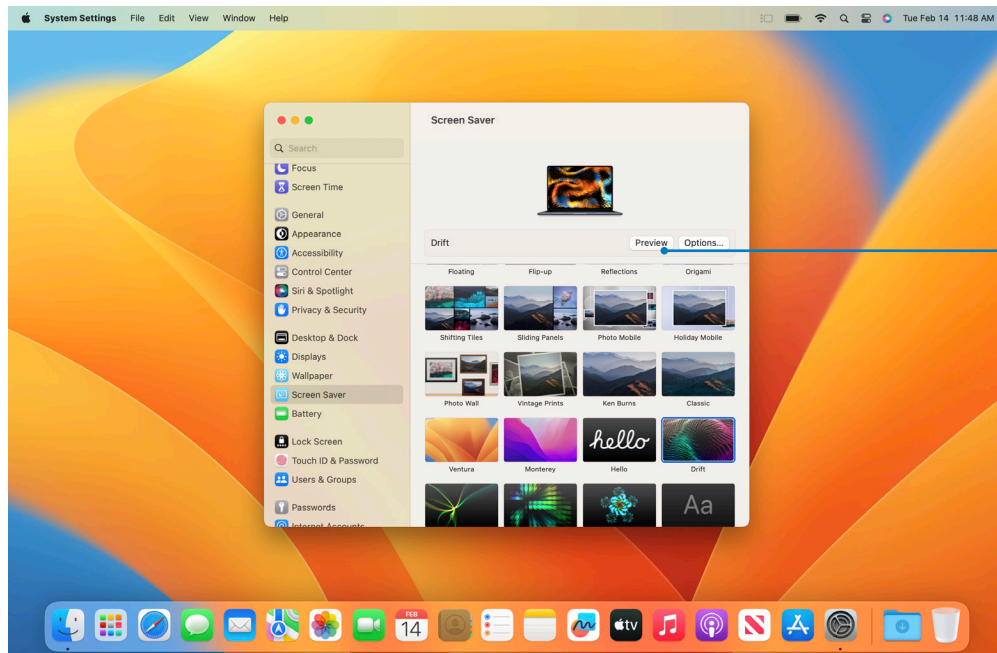 System Settings File Edit View Window Help Tue Feb 14 11:48 AM
Screen Saver
Search
Focus
Screen Time
General
Appearance
Accessibility
Control Center
Siri & Spotlight
Privacy & Security
Desktop & Dock
Displays
Wallpaper
Screen Saver
Battery
Lock Screen
Touch ID & Password
Users & Groups
Passwords
Internet Accounts
Drift Preview Options...
Floating Flip-up Reflections Origami
Shifting Tiles Sliding Panels Photo Mobile Holiday Mobile
Photo Wall Vintage Prints Ken Burns Classic
hello
Ventura Monterey Hello Drift
Aa
FEB
14
tv